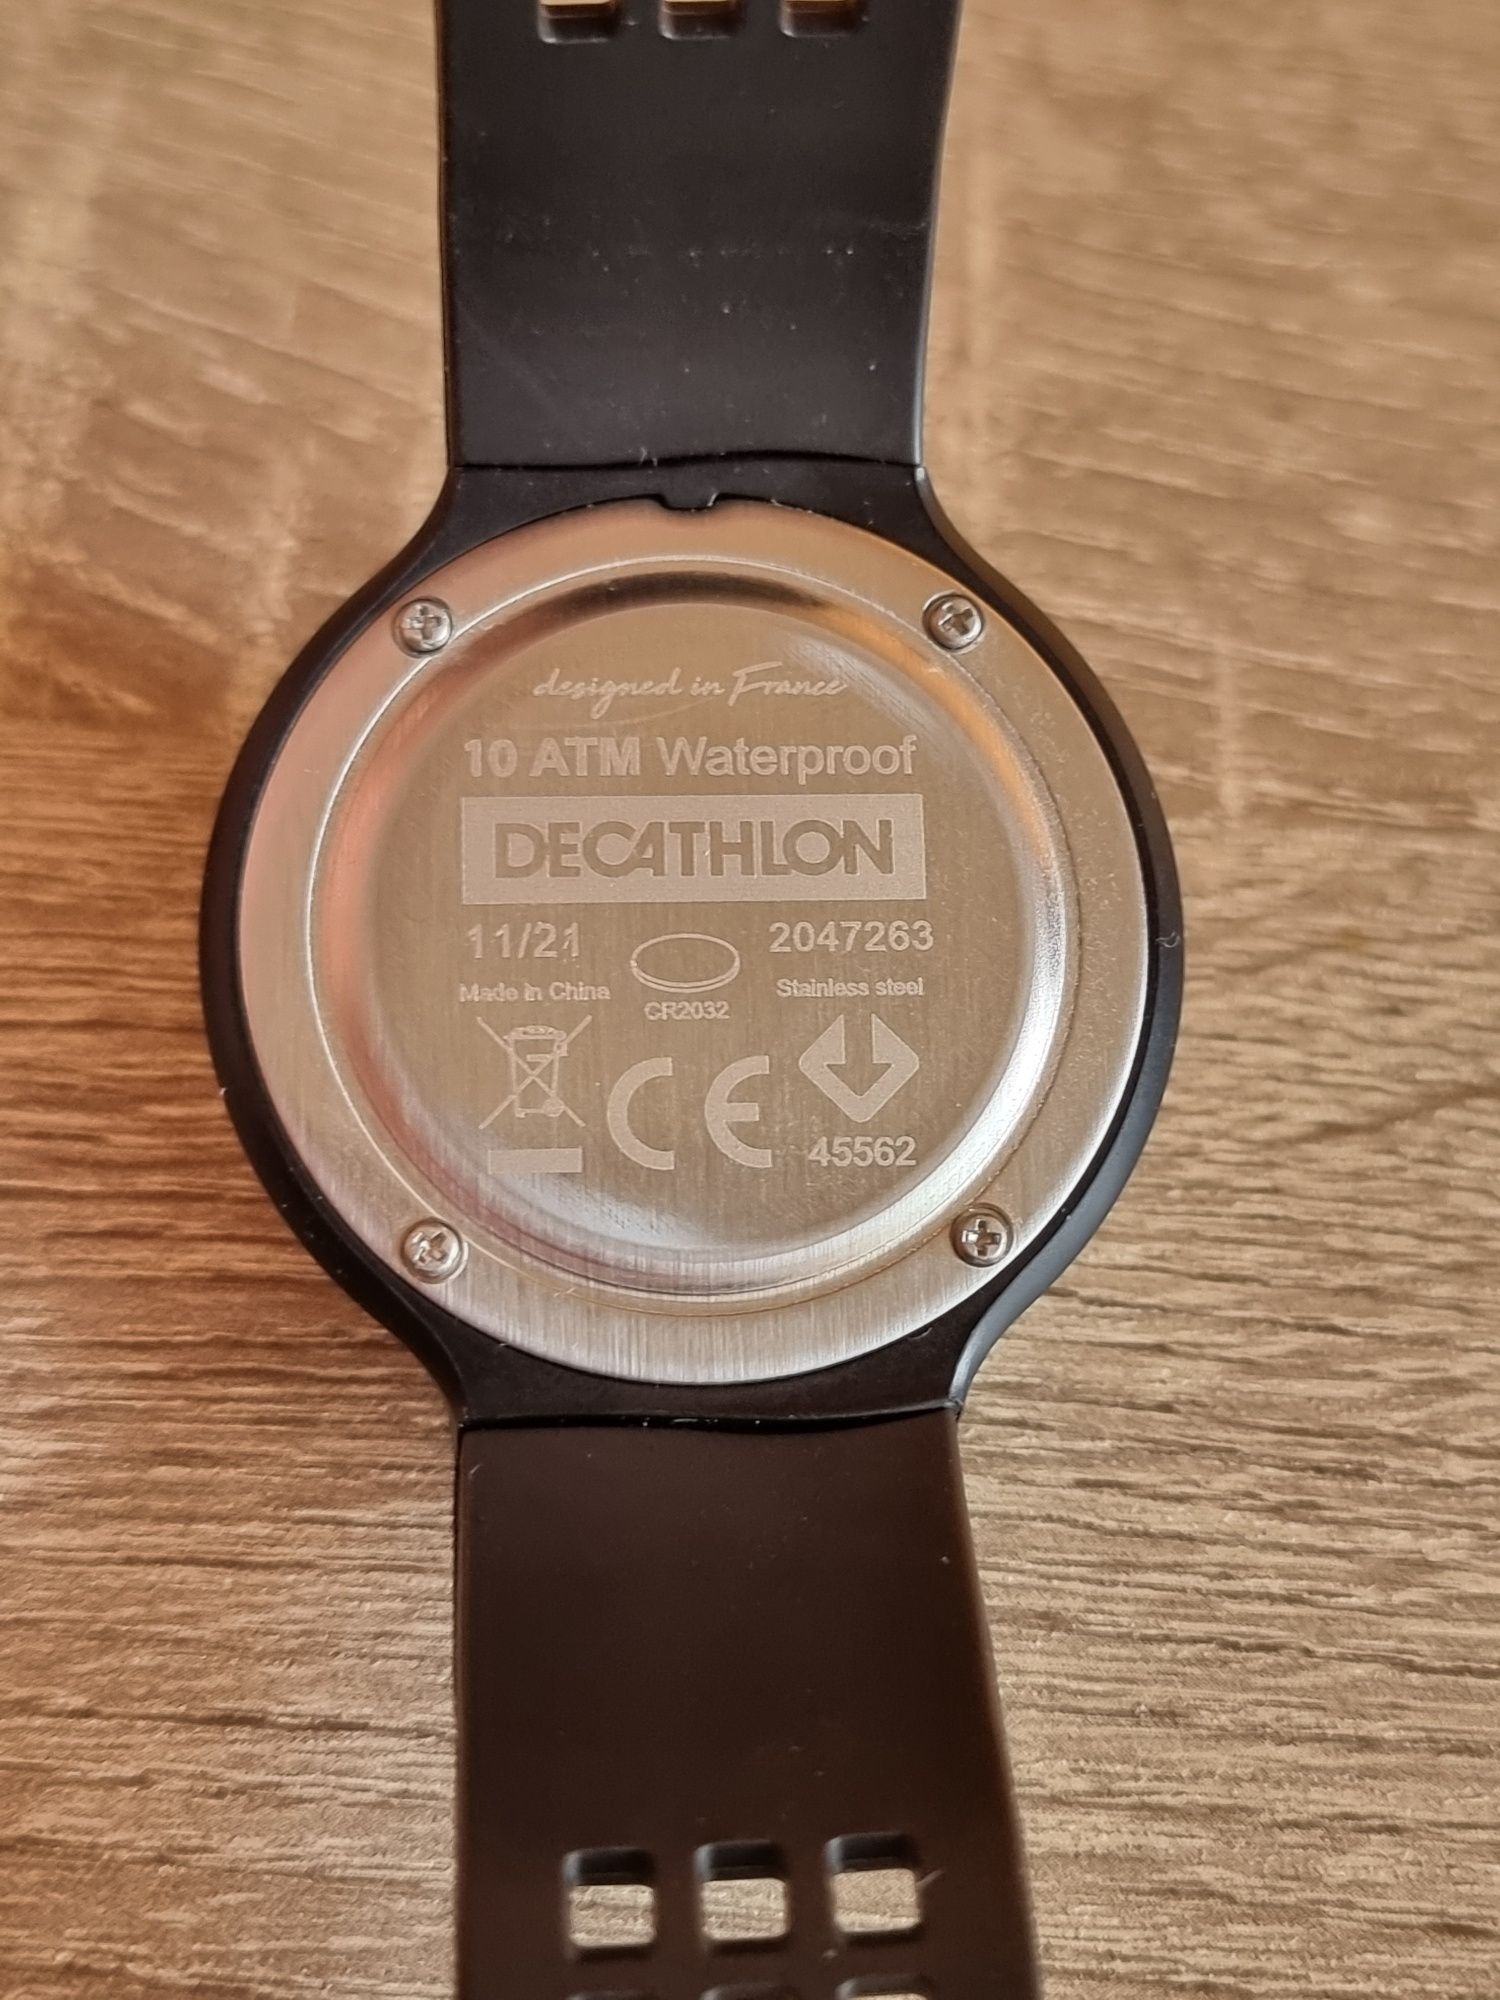 designed in France
10 ATM Waterproof
DECATHLON
11/21 2047263
Made in China Stainless steel
CR2032
CE
45562